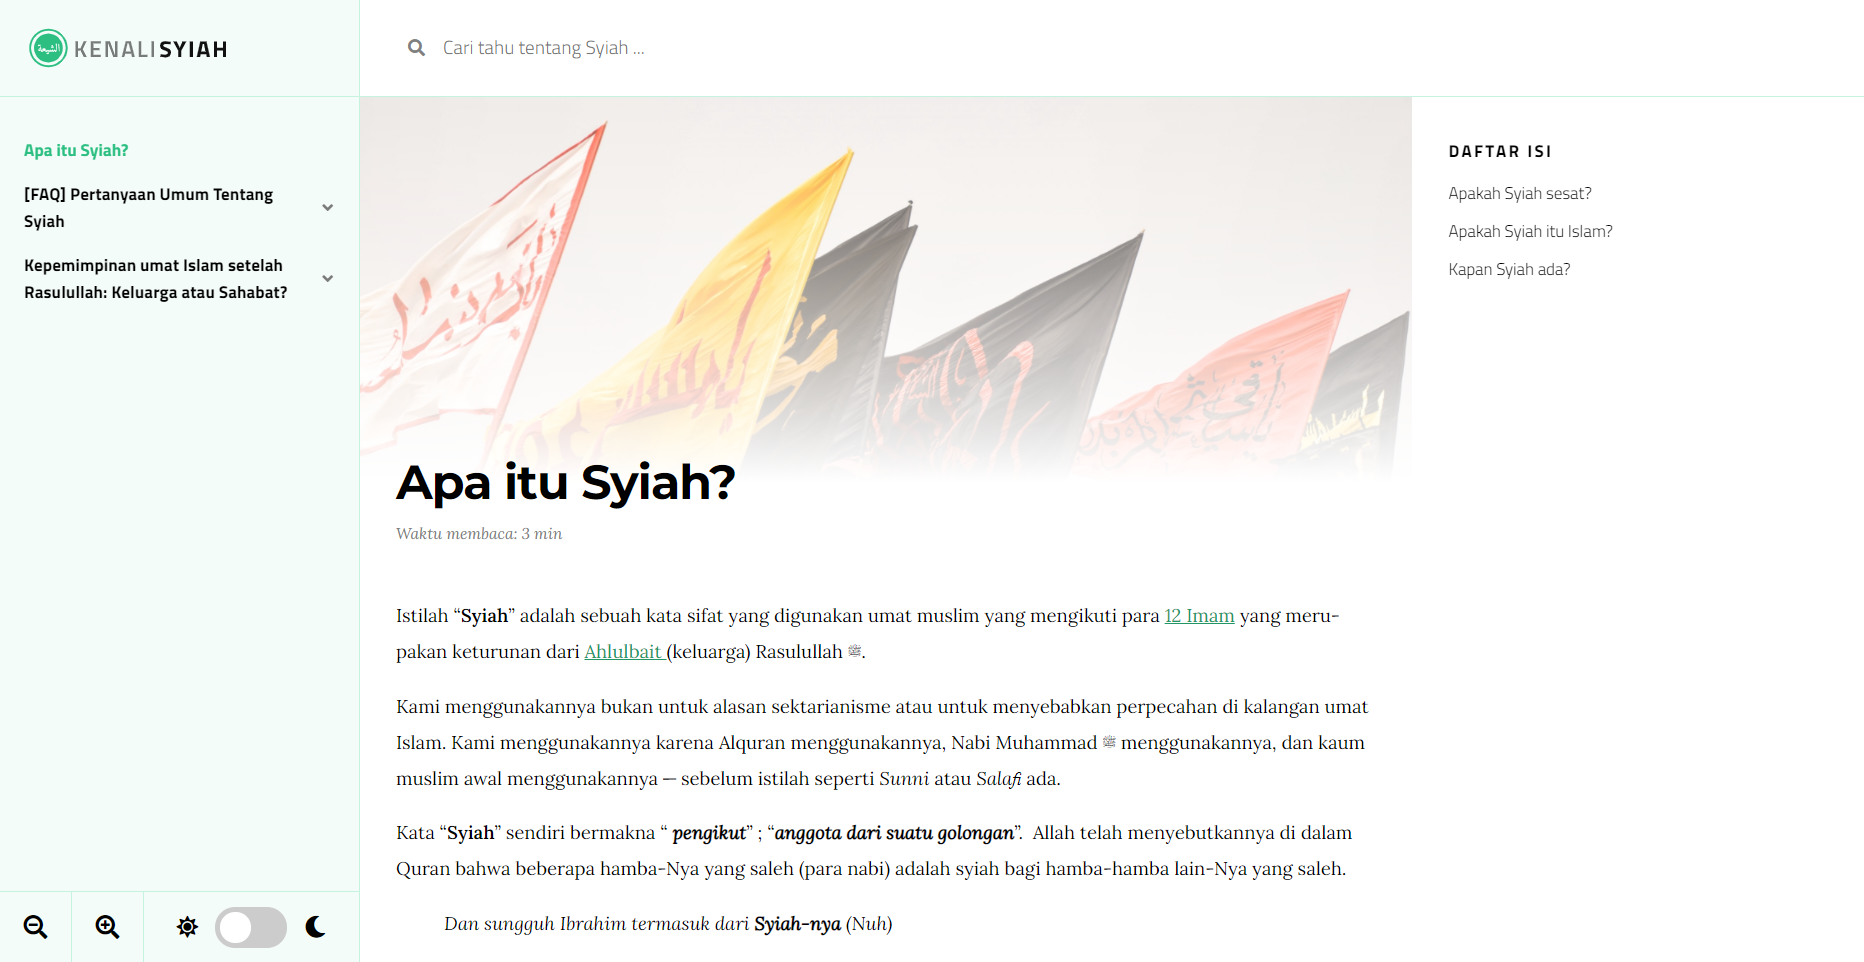 الشيعة KENALISYIAH
Cari tahu tentang Syiah ...
Apa itu Syiah?
[FAQ] Pertanyaan Umum Tentang
Syiah
Kepemimpinan umat Islam setelah
Rasulullah: Keluarga atau Sahabat?
Apa itu Syiah?
Waktu membaca: 3 min
Istilah “Syiah” adalah sebuah kata sifat yang digunakan umat muslim yang mengikuti para 12 Imam yang meru-
pakan keturunan dari Ahlulbait (keluarga) Rasulullah ﷺ.
Kami menggunakannya bukan untuk alasan sektarianisme atau untuk menyebabkan perpecahan di kalangan umat
Islam. Kami menggunakannya karena Alquran menggunakannya, Nabi Muhammad ﷺ menggunakannya, dan kaum
muslim awal menggunakannya — sebelum istilah seperti Sunni atau Salafi ada.
Kata “Syiah” sendiri bermakna “ pengikut” ; “anggota dari suatu golongan”.  Allah telah menyebutkannya di dalam
Quran bahwa beberapa hamba-Nya yang saleh (para nabi) adalah syiah bagi hamba-hamba lain-Nya yang saleh.
Dan sungguh Ibrahim termasuk dari Syiah-nya (Nuh)
DAFTAR ISI
Apakah Syiah sesat?
Apakah Syiah itu Islam?
Kapan Syiah ada?